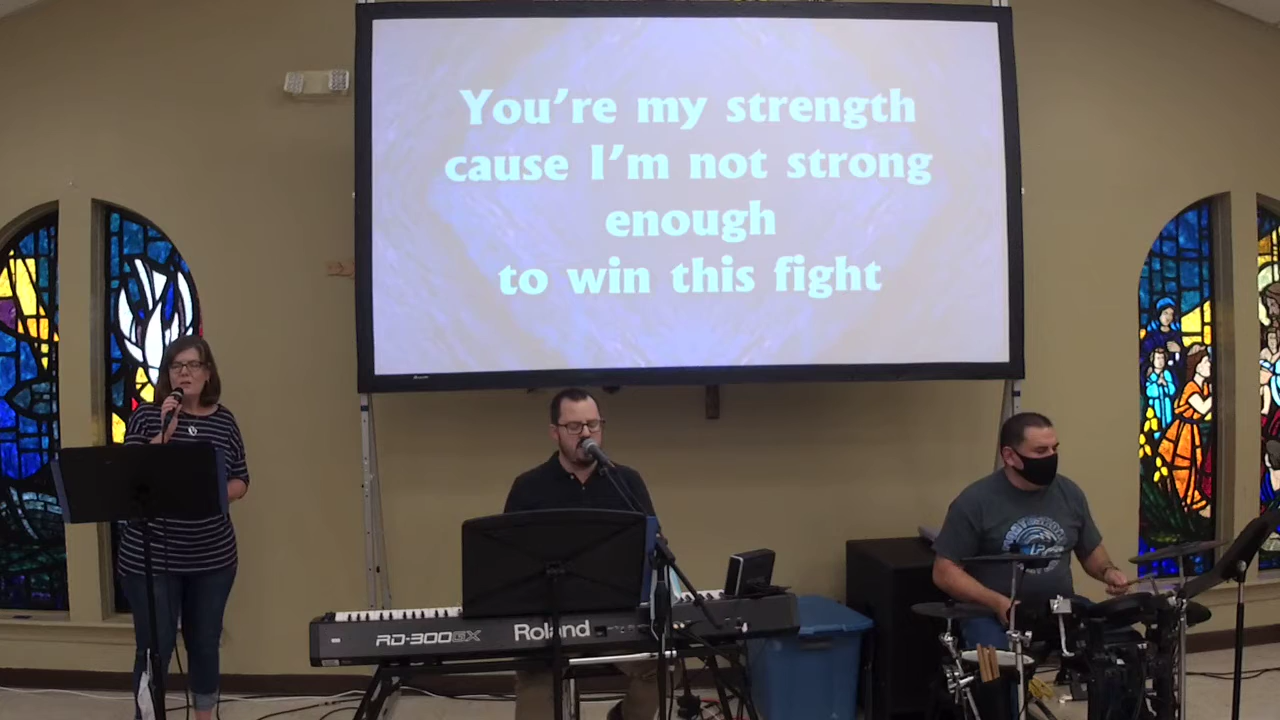 You're my strength
cause I'm not strong
enough
to win this fight
RD-300GX
Roland